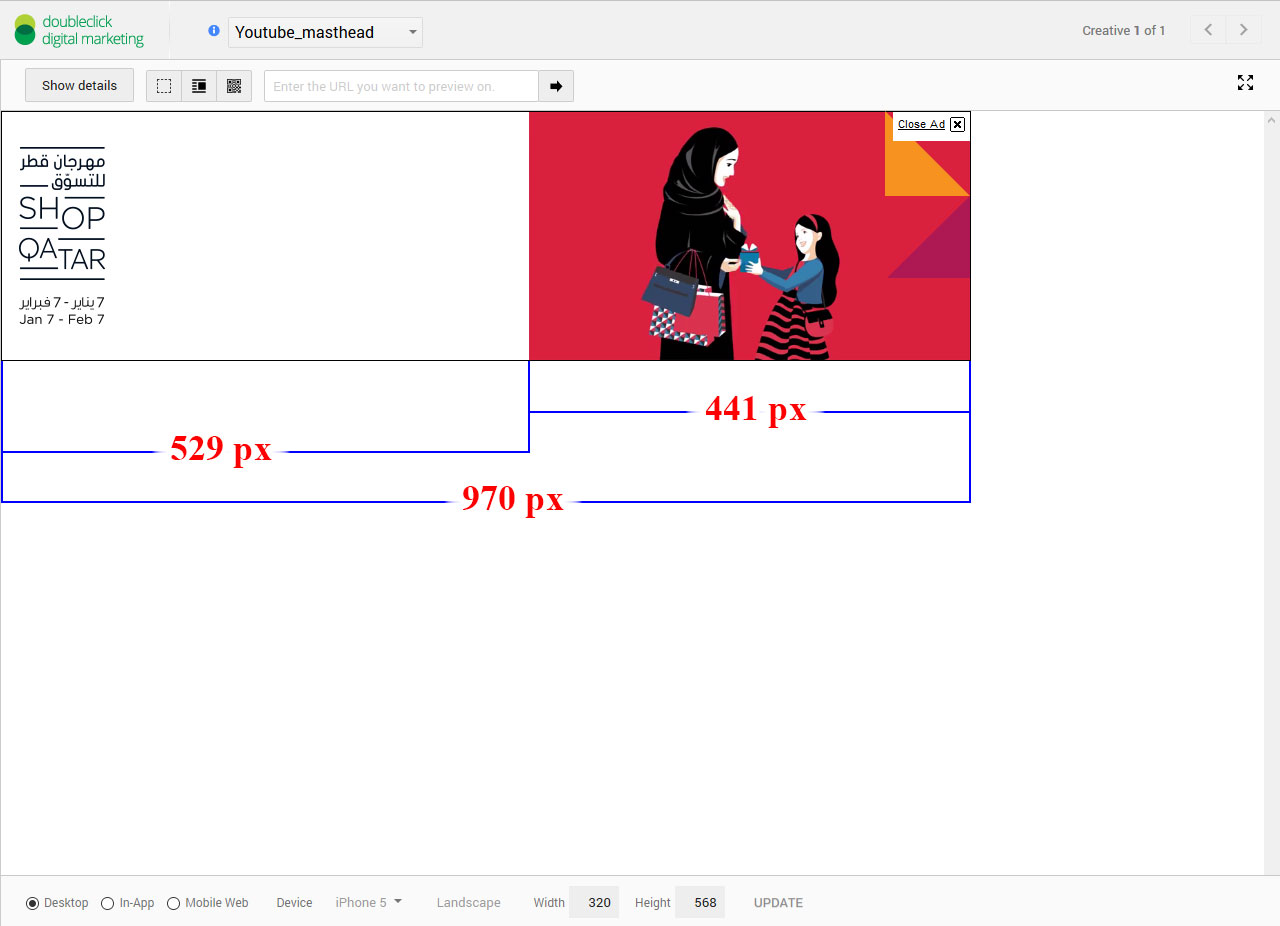 doubleclick
digital marketing
Youtube_masthead
Creative 1 of 1
Show details
Enter the URL you want to preview on.
Close Ad
مهرجان قطر
للتسوّق
SHOP
QATAR
7 يناير - 7 فبراير
Jan 7 - Feb 7
441 px
529 px
970 px
Desktop In-App Mobile Web Device iPhone 5 Landscape Width 320 Height 568 UPDATE